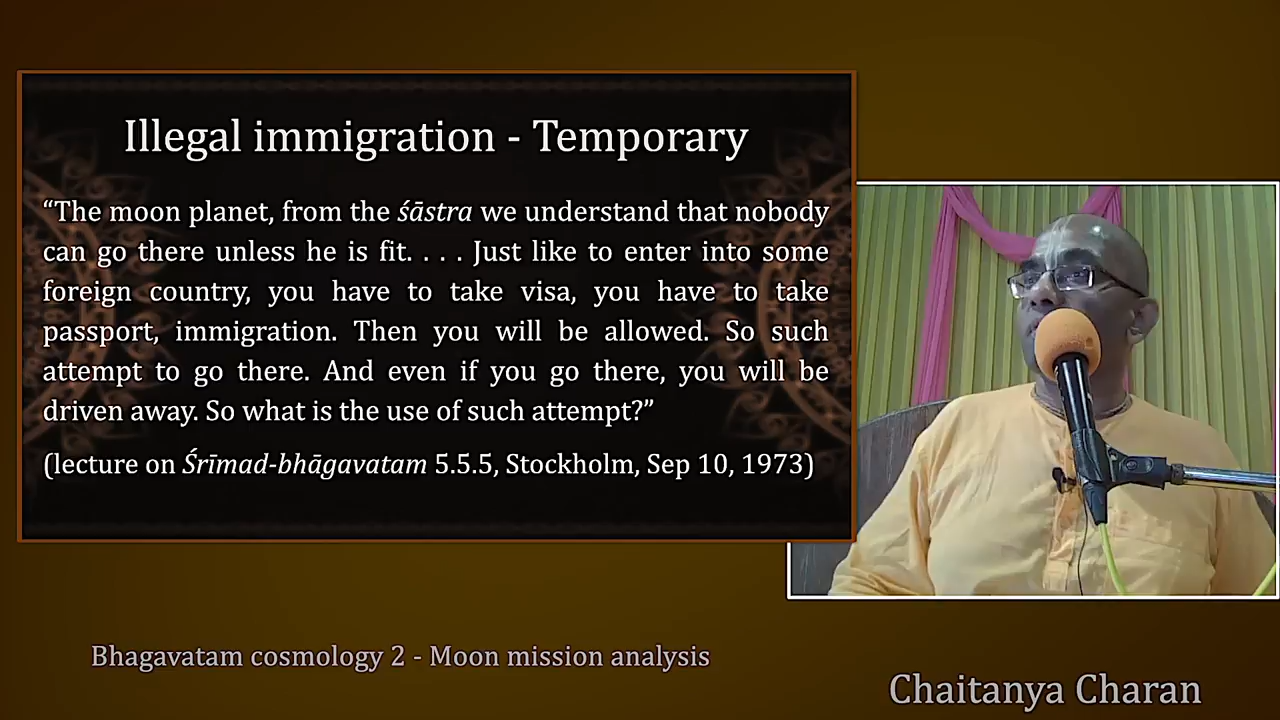 Illegal immigration - Temporary
“The moon planet, from the śāstra we understand that nobody
can go there unless he is fit. . . . Just like to enter into some
foreign country, you have to take visa, you have to take
passport, immigration. Then you will be allowed. So such
attempt to go there. And even if you go there, you will be
driven away. So what is the use of such attempt?”
(lecture on Śrīmad-bhāgavatam 5.5.5, Stockholm, Sep 10, 1973)
Bhagavatam cosmology 2 - Moon mission analysis
Chaitanya Charan